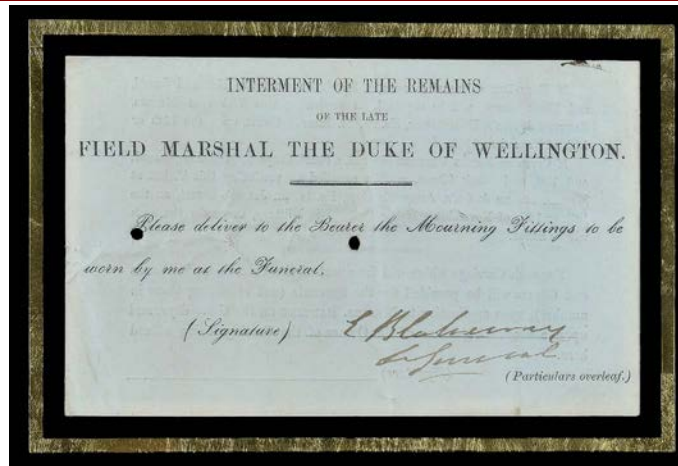 INTERMENT OF THE REMAINS
OF THE LATE
FIELD MARSHAL THE DUKE OF WELLINGTON.
Please deliver to the Bearer the Mourning Fittings to be
worn by me at the Funeral.
(Signature)
(Particulars overleaf.)